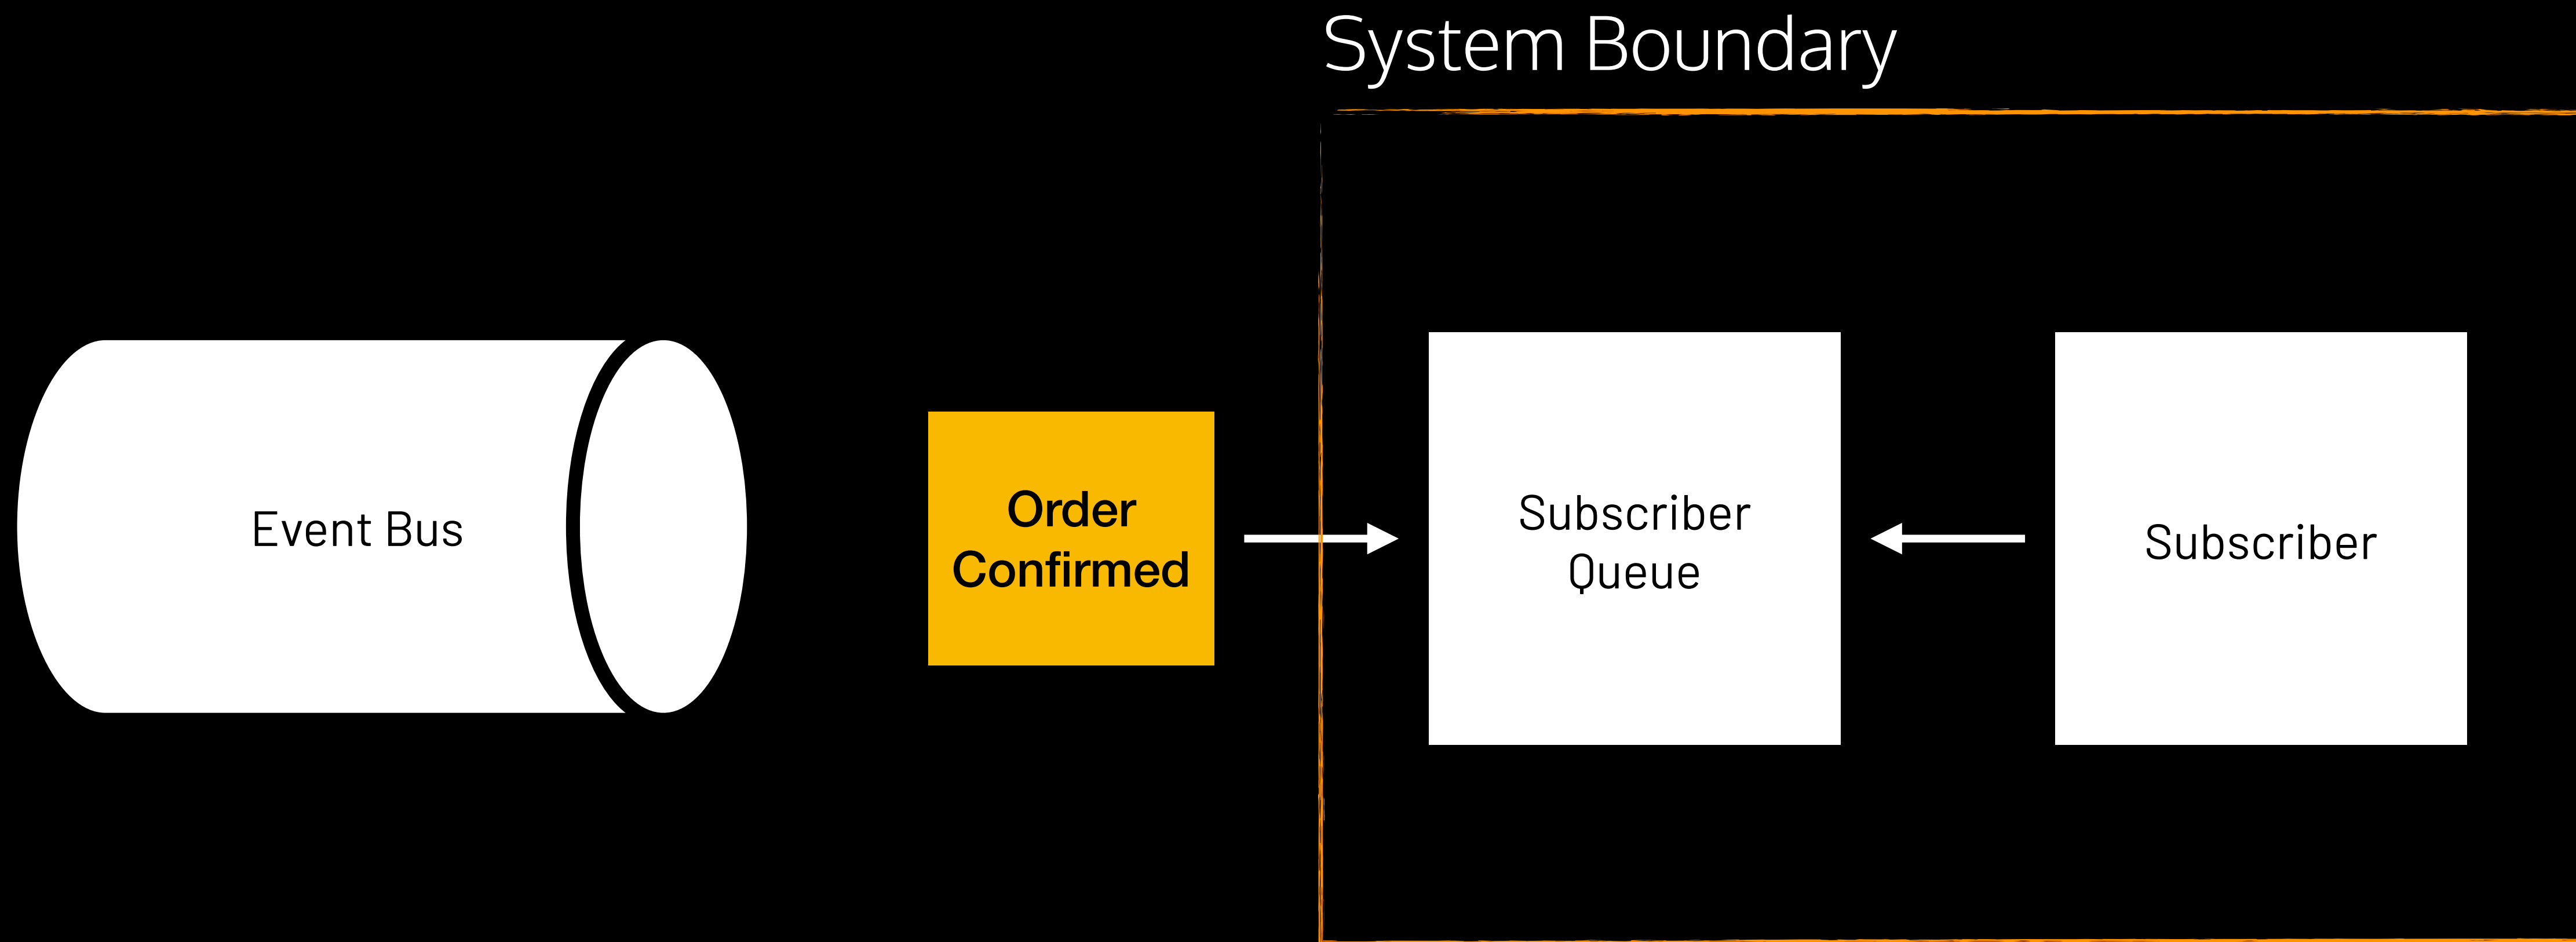 System Boundary
Event Bus
Order
Confirmed
Subscriber
Queue
Subscriber